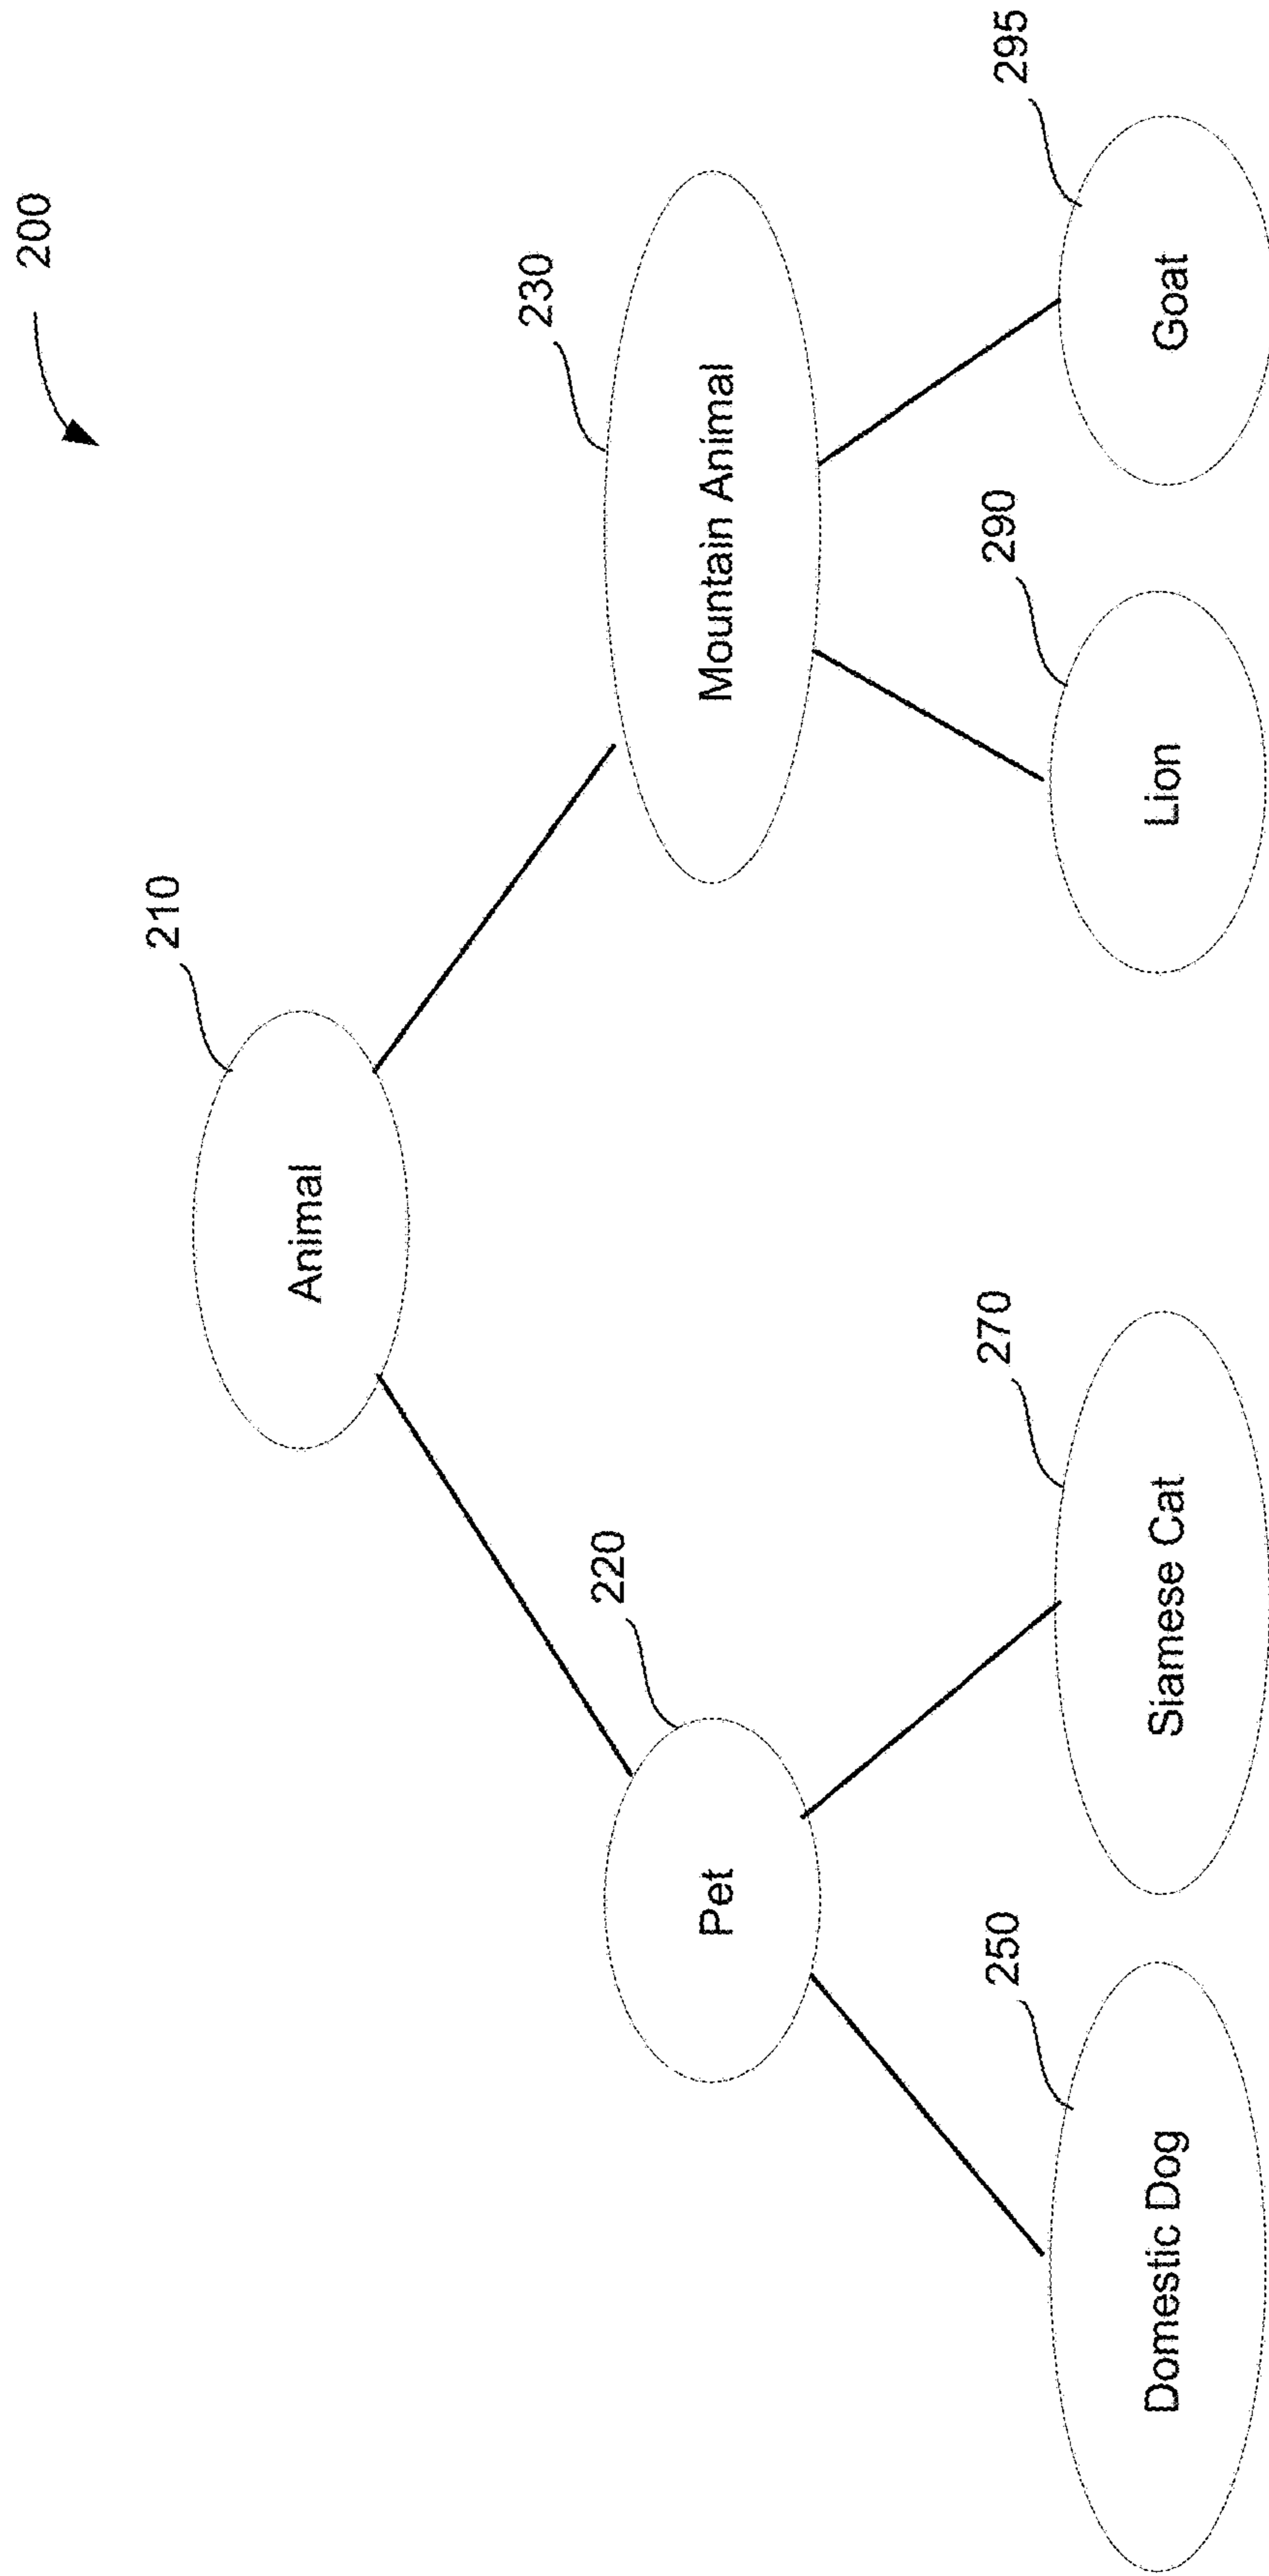 200
210
Animal
220
230
Pet
Mountain Animal
250
270
290
295
Domestic Dog
Siamese Cat
Lion
Goat